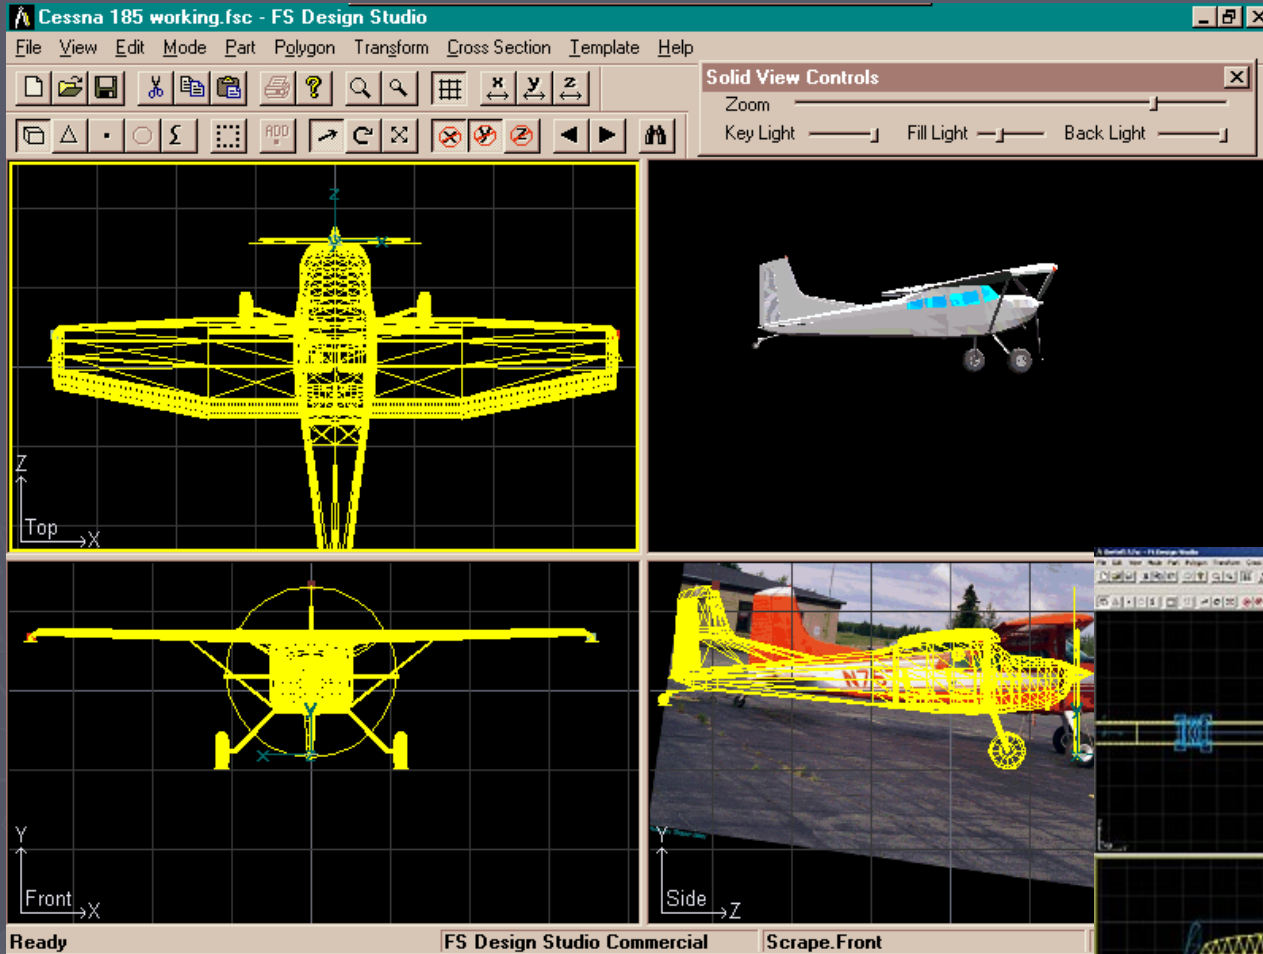 Cessna 185 working.fsc - FS Design Studio
File View Edit Mode Part Polygon Transform Cross Section Template Help
Solid View Controls
Zoom
Key Light Fill Light Back Light
x y z
ADD
x y z
Z
X
Z
Top
X
N7
Y
X
Y
Front
X
Y
Side
Z
Ready
FS Design Studio Commercial
Scrape.Front